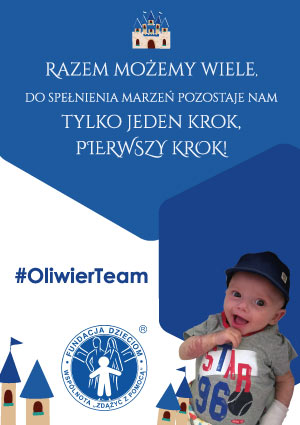 RAZEM MOŻEMY WIELE,
DO SPEŁNIENIA MARZEŃ POZOSTAJE NAM
TYLKO JEDEN KROK,
PIERWSZY KROK!
#OliwierTeam
®
FUNDACJA DZIECIOM
WSPÓLNOTA „ZDĄŻYĆ Z POMOCĄ”
STAR
96